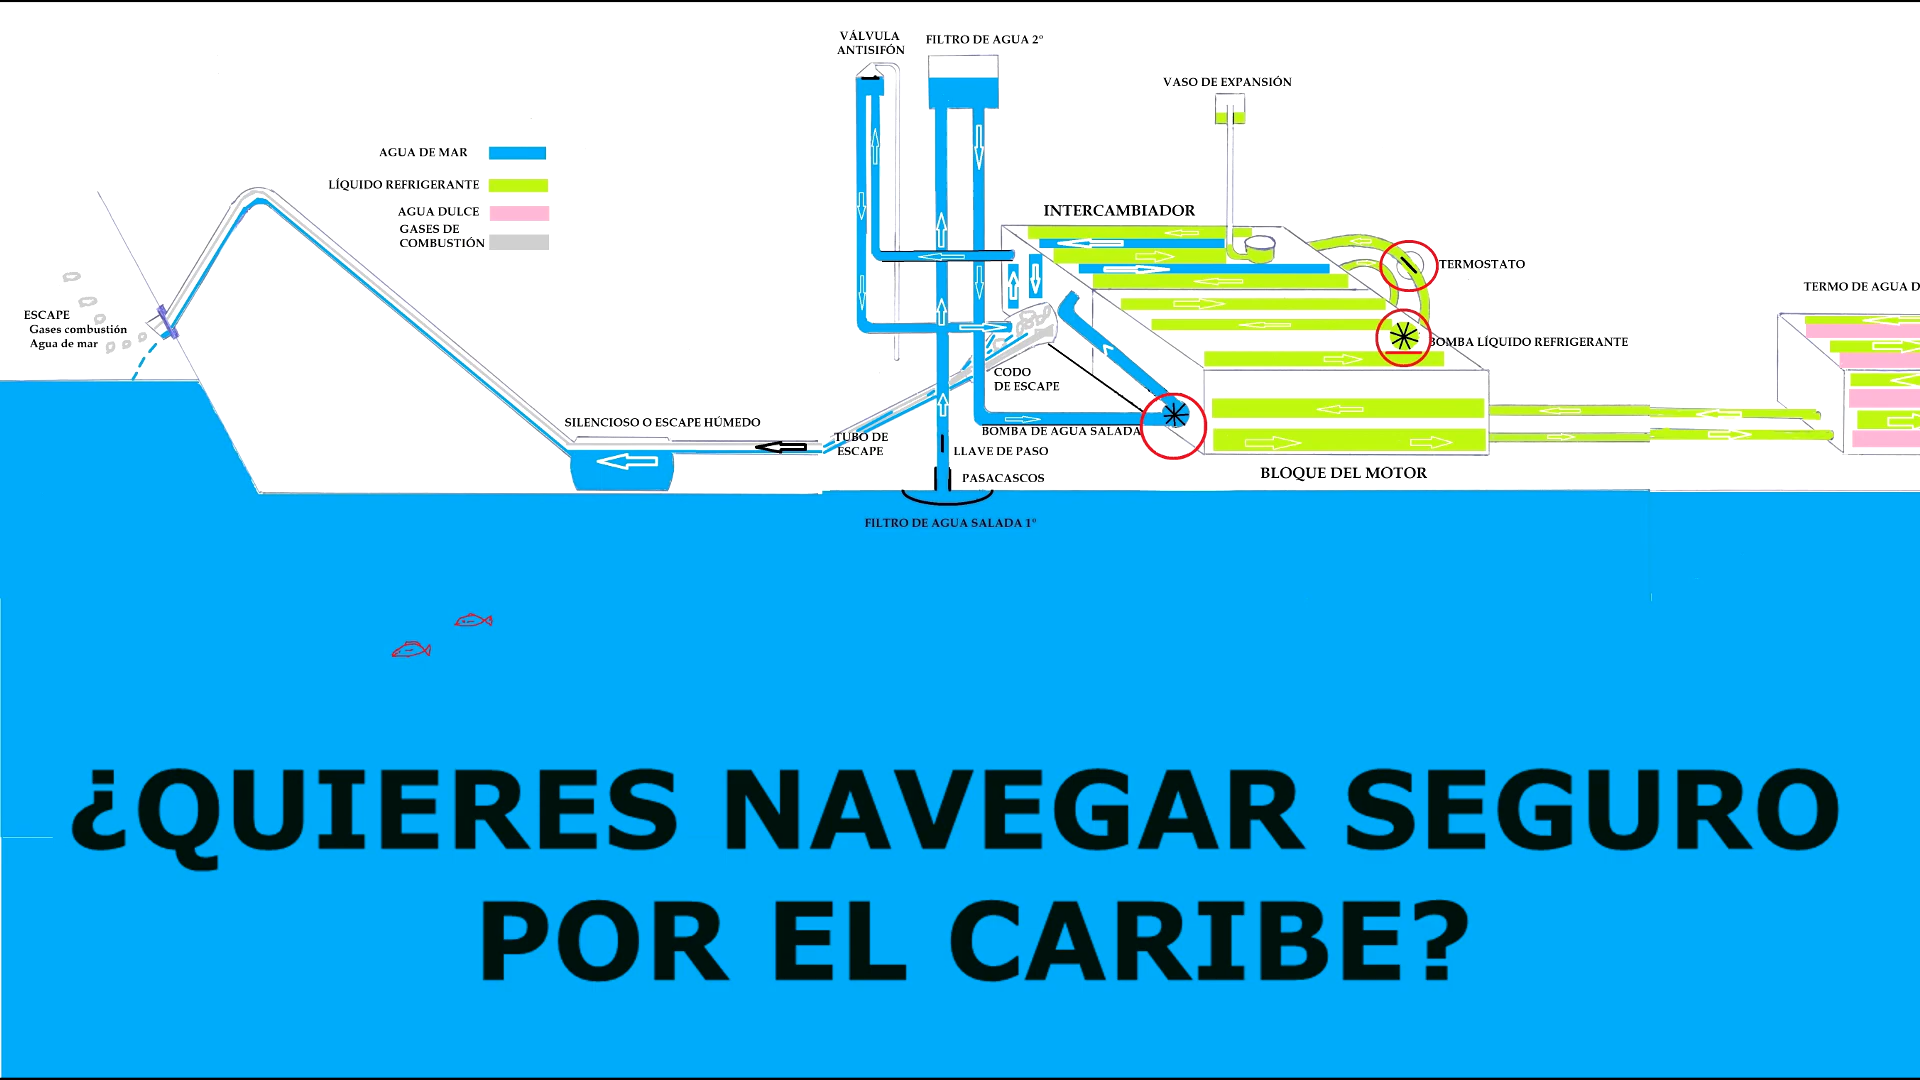 VÁLVULA
ANTISIFÓN
FILTRO DE AGUA 2º
VASO DE EXPANSIÓN
AGUA DE MAR
LÍQUIDO REFRIGERANTE
AGUA DULCE
GASES DE
COMBUSTIÓN
INTERCAMBIADOR
TERMOSTATO
TERMO DE AGUA D
ESCAPE
Gases combustión
Agua de mar
BOMBA LÍQUIDO REFRIGERANTE
CODO
DE ESCAPE
SILENCIOSO O ESCAPE HÚMEDO
TUBO DE
ESCAPE
BOMBA DE AGUA SALADA
LLAVE DE PASO
BLOQUE DEL MOTOR
PASACASCOS
FILTRO DE AGUA SALADA 1º
¿QUIERES NAVEGAR SEGURO
POR EL CARIBE?